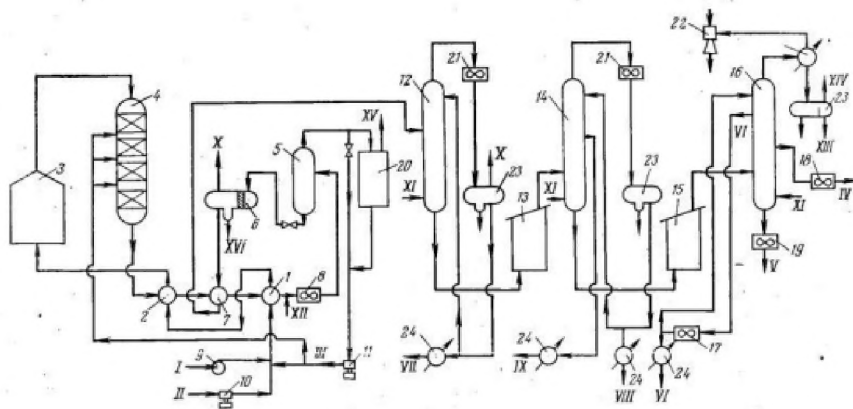 22
21 21 16 XIV
12 14 23
4 XV VI
X 5 X XIII
3 20 23 18
XI 23 13 XI 15 IV
6 XI
XVI 19
1 8 V
2 7 XII
24 24 17
III 11 VII IX 24 24
I 9
II 10 VIII VI